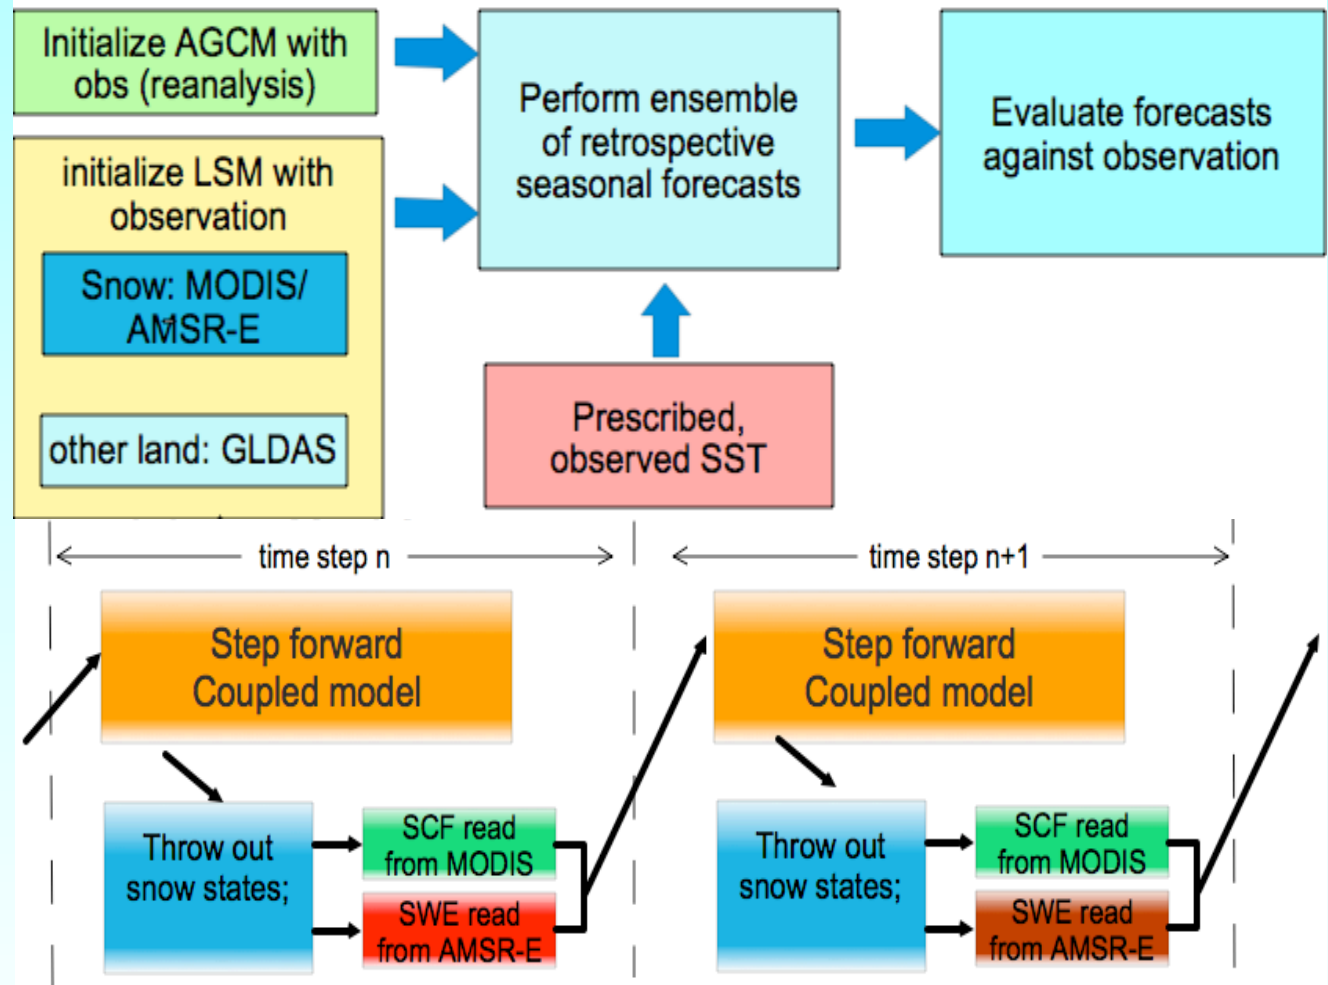 Initialize AGCM with
obs (reanalysis)
initialize LSM with
observation
Snow: MODIS/
AMSR-E
other land: GLDAS
Perform ensemble
of retrospective
seasonal forecasts
Evaluate forecasts
against observation
Prescribed,
observed SST
time step n
time step n+1
Step forward
Coupled model
Throw out
snow states;
SCF read
from MODIS
SWE read
from AMSR-E
Step forward
Coupled model
Throw out
snow states;
SCF read
from MODIS
SWE read
from AMSR-E